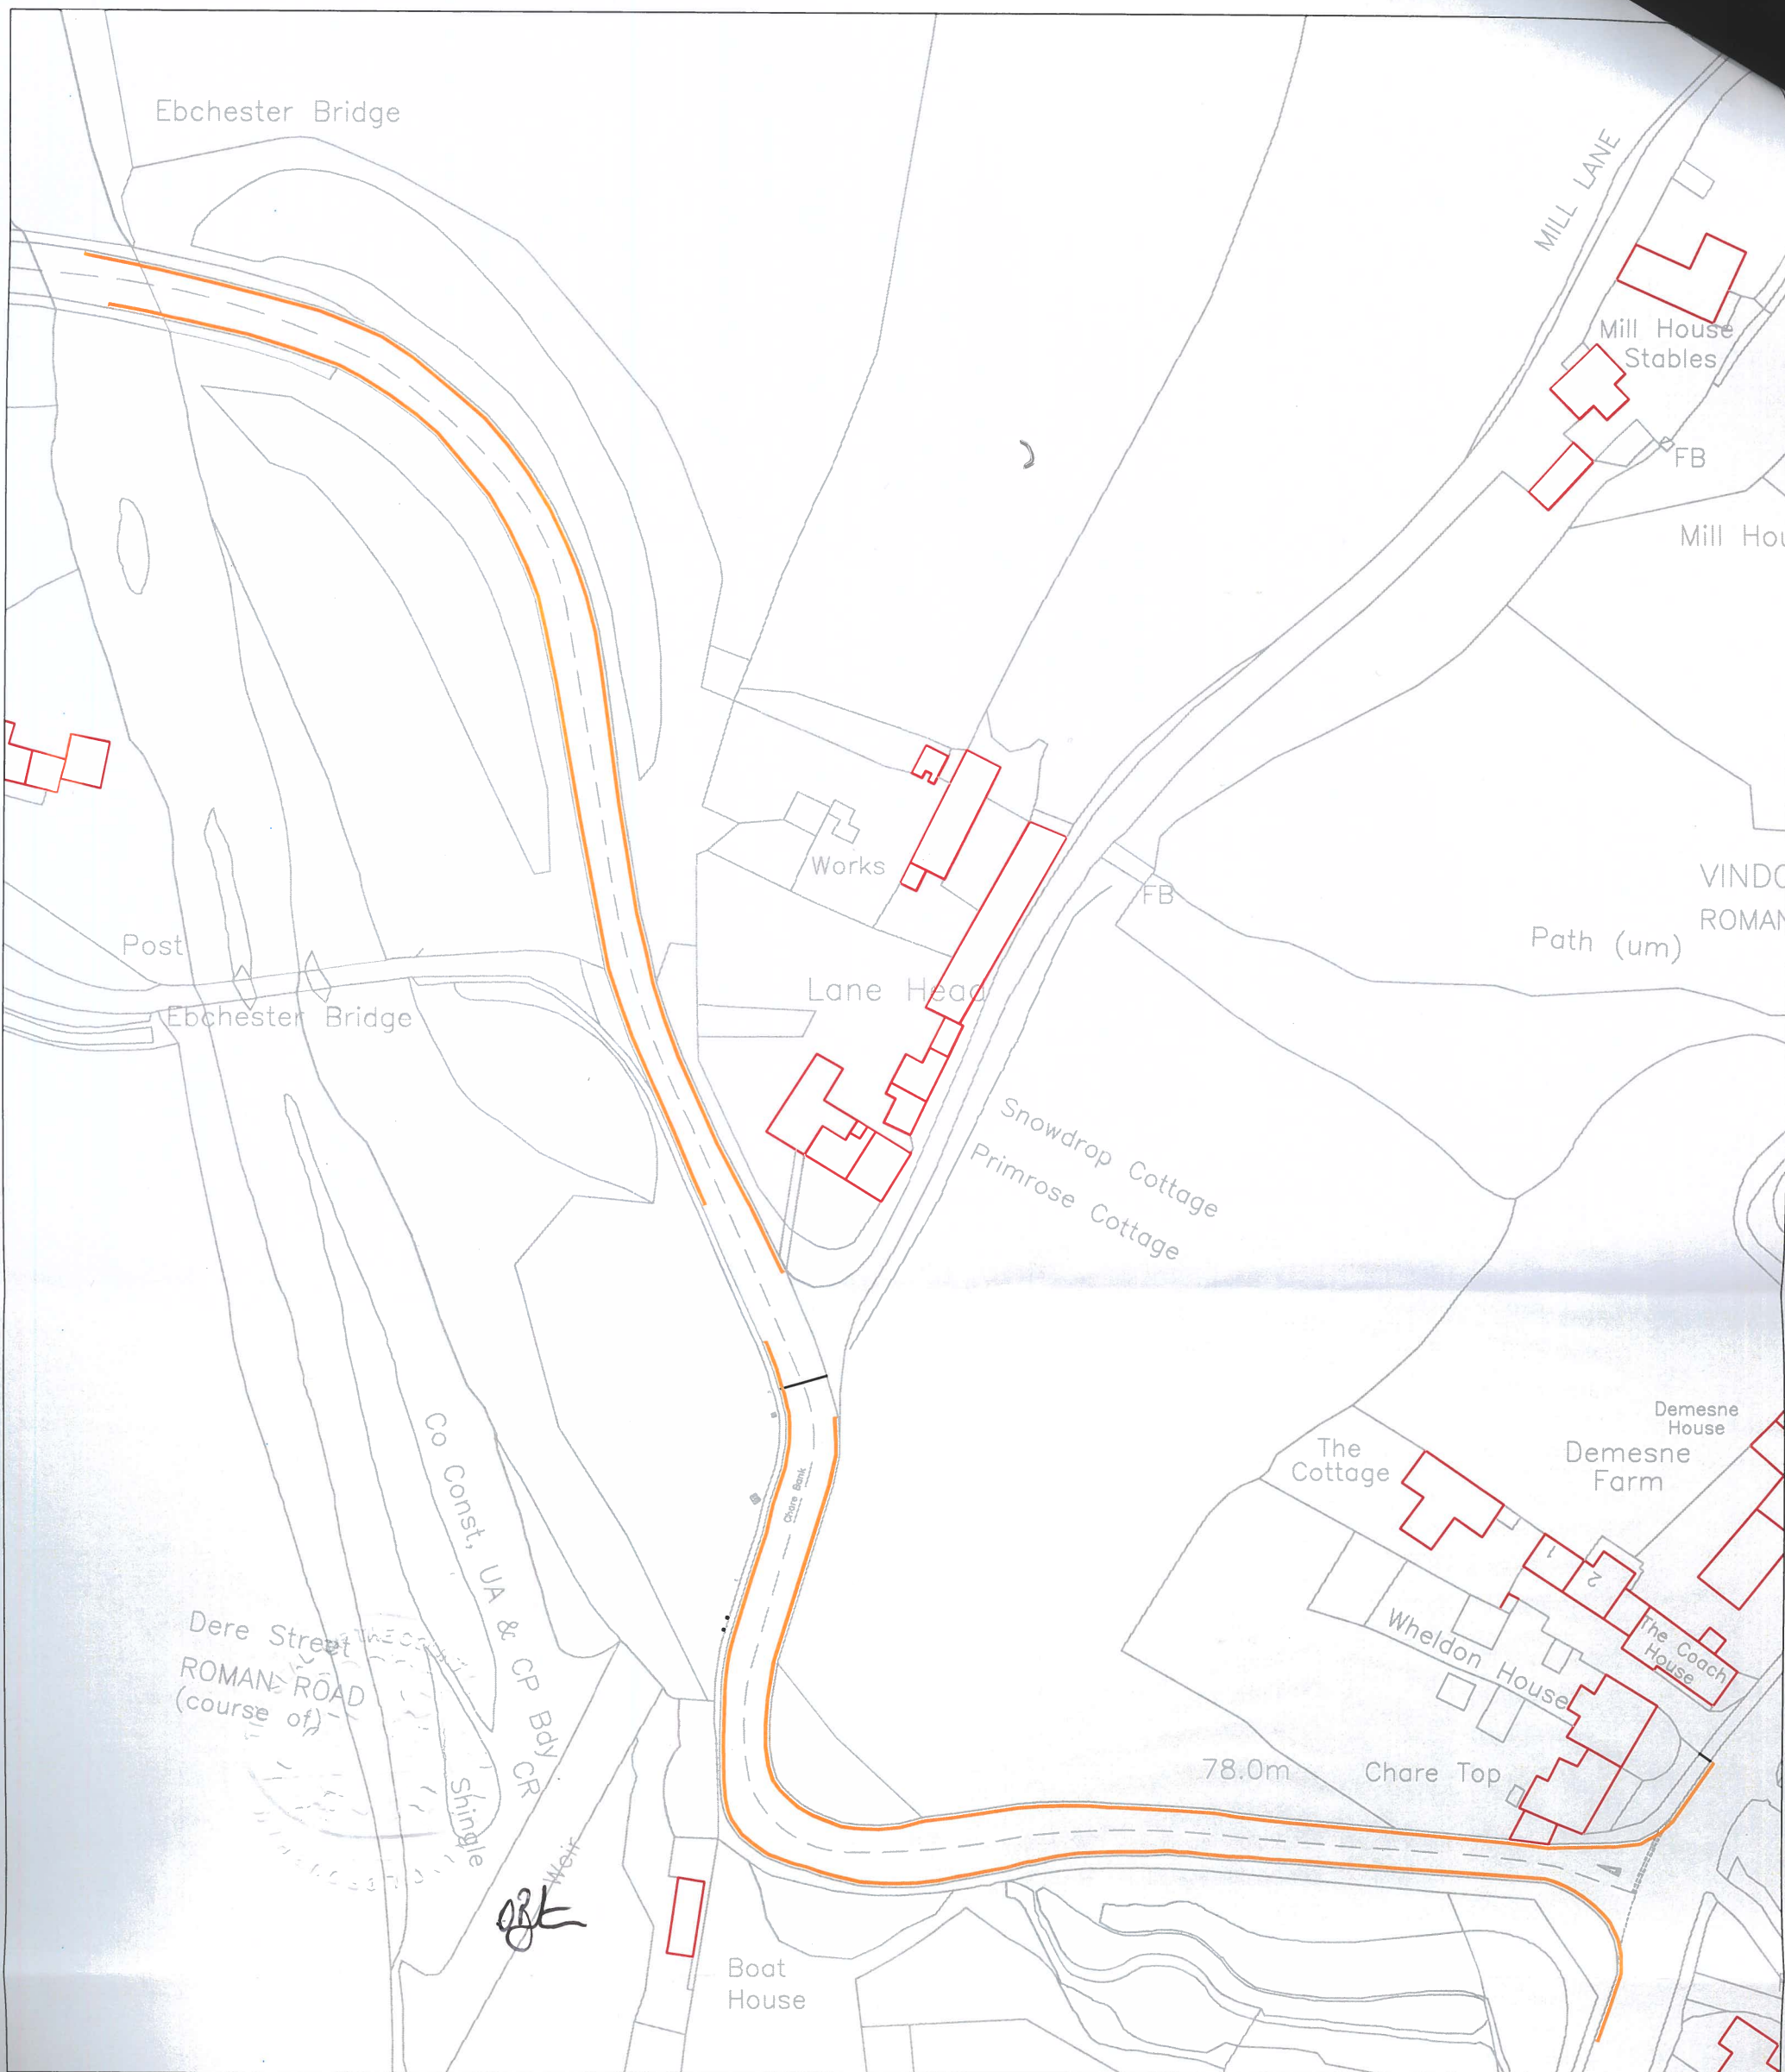 Ebchester Bridge
MILL LANE
Mill House
Stables
FB
Mill Hou
Works
FB
VINDO
ROMAN
Path (um)
Post
Ebchester Bridge
Lane Head
Snowdrop Cottage
Primrose Cottage
Demesne
House
Demesne
Farm
The
Cottage
Chare Bank
1
2
The Coach
House
Wheldon House
Co Const, UA & CP Bdy
CR
Dere Street
ROMAN ROAD
(course of)
Shingle
Weir
78.0m
Chare Top
Boat
House